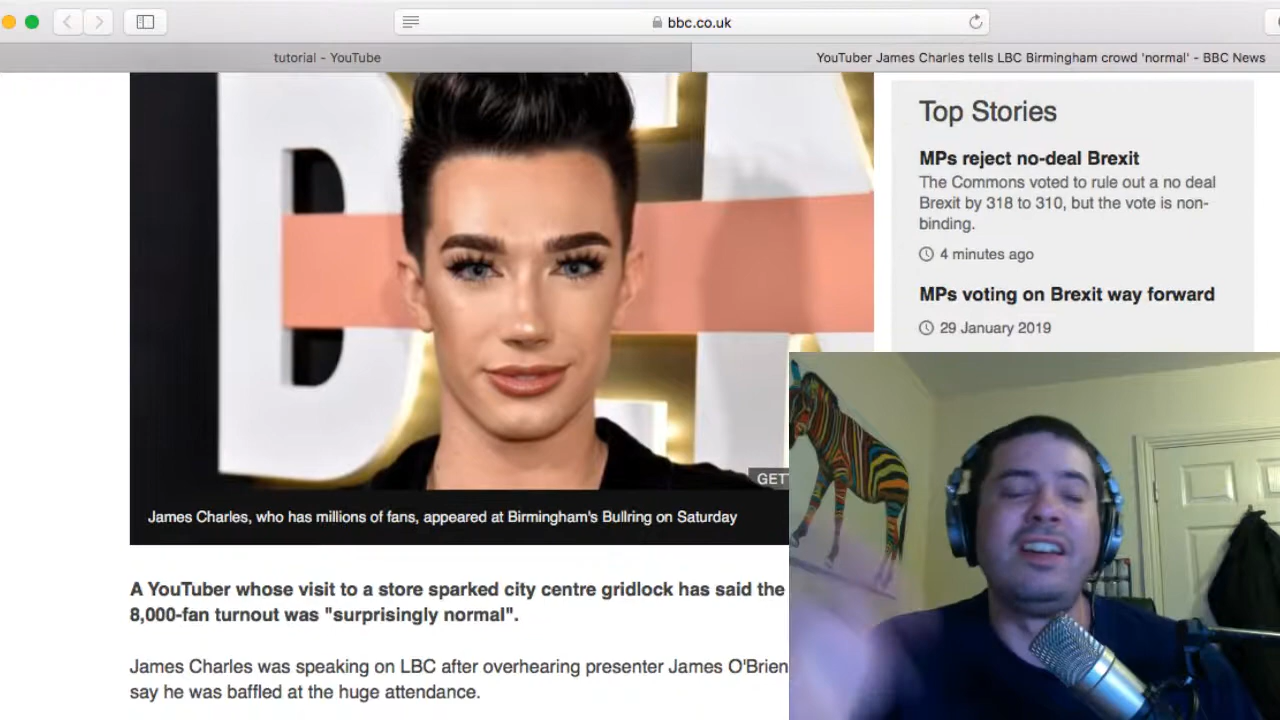 bbc.co.uk
tutorial - YouTube
YouTuber James Charles tells LBC Birmingham crowd 'normal' - BBC News
GET
James Charles, who has millions of fans, appeared at Birmingham's Bullring on Saturday
A YouTuber whose visit to a store sparked city centre gridlock has said the
8,000-fan turnout was "surprisingly normal".
James Charles was speaking on LBC after overhearing presenter James O'Brien
say he was baffled at the huge attendance.
Top Stories
MPs reject no-deal Brexit
The Commons voted to rule out a no deal
Brexit by 318 to 310, but the vote is non-
binding.
4 minutes ago
MPs voting on Brexit way forward
29 January 2019